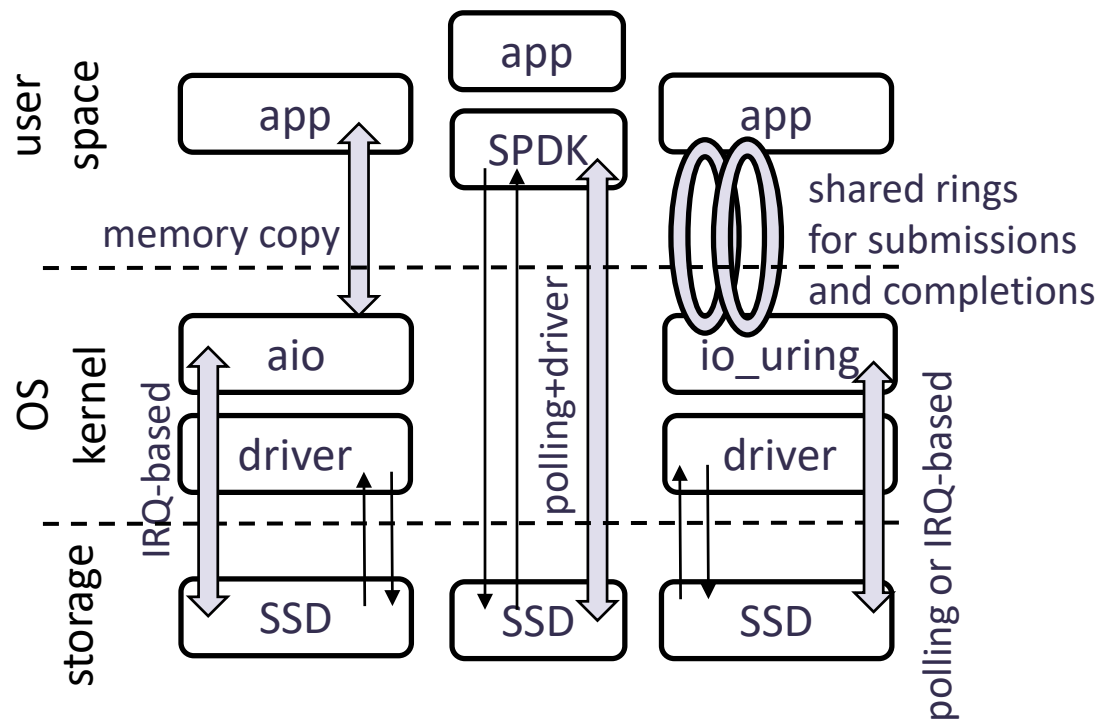 user
space
app
app
app
SPDK
memory copy
shared rings
for submissions
and completions
OS
kernel
aio
io_uring
IRQ-based
polling+driver
polling or IRQ-based
driver
driver
storage
SSD
SSD
SSD